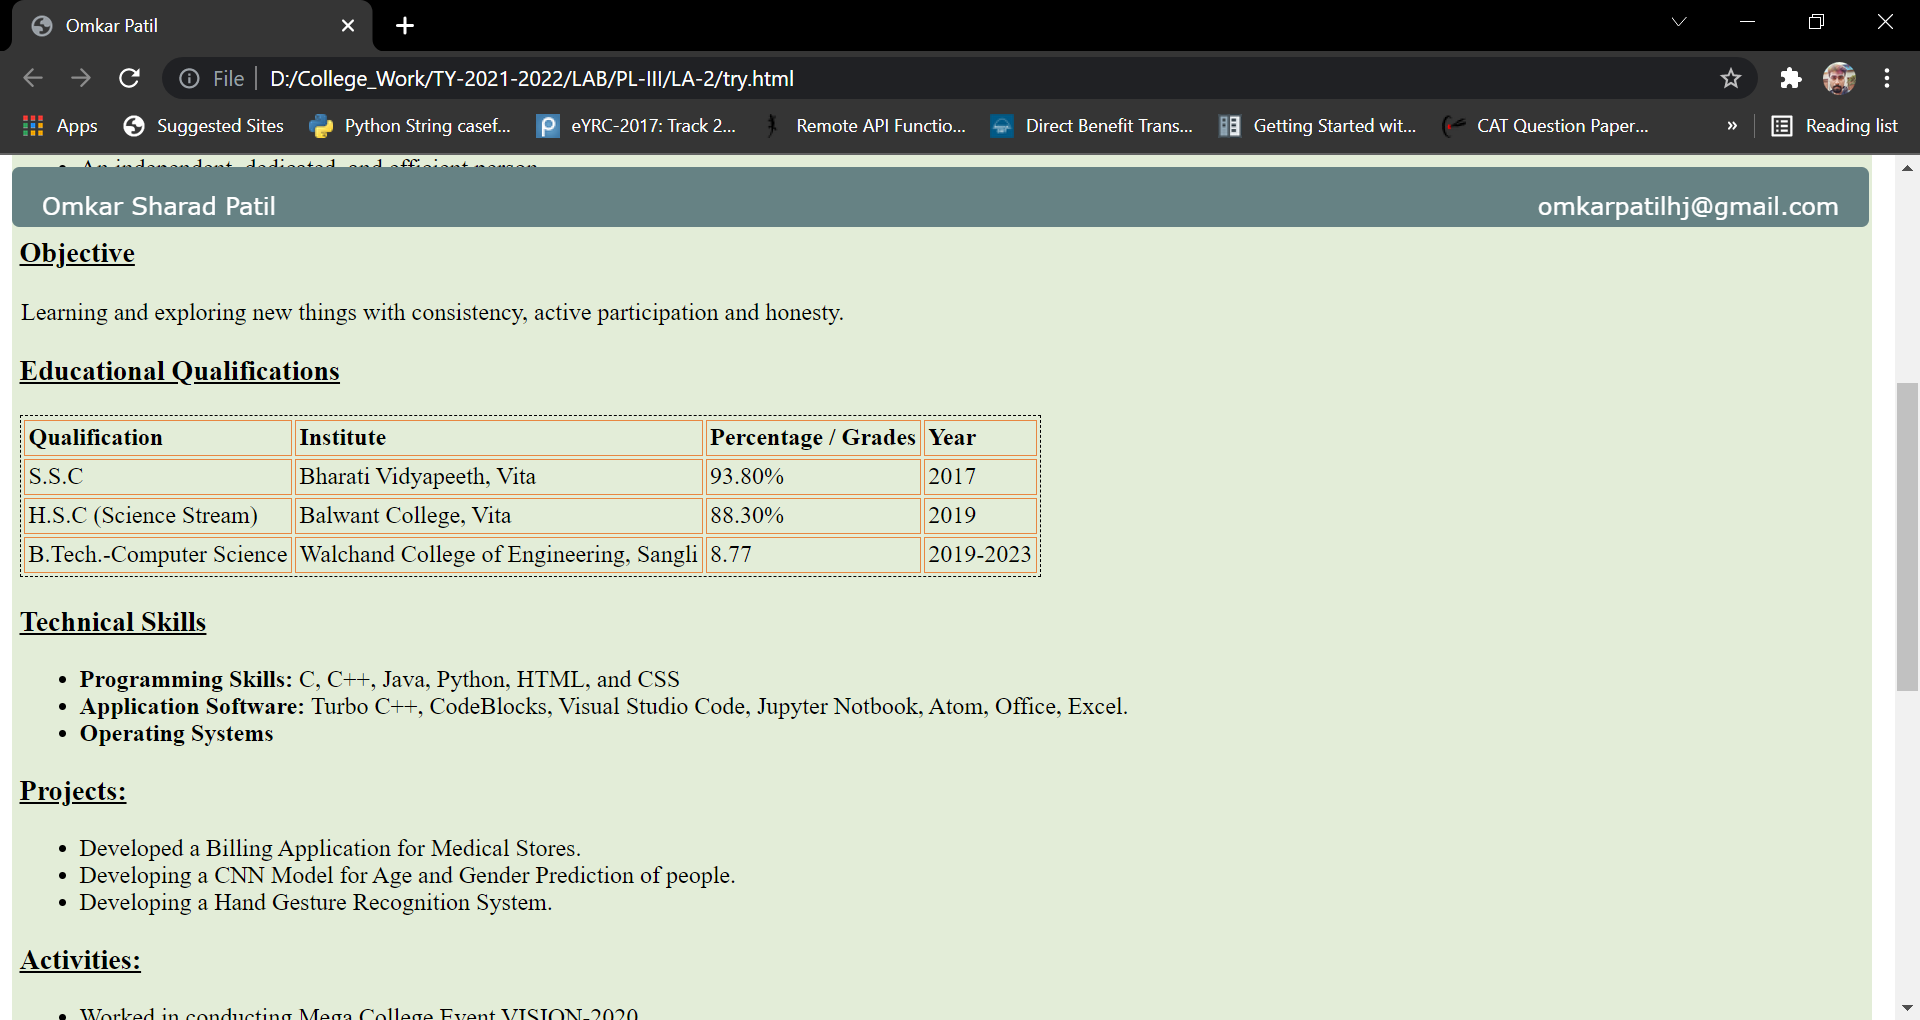 Omkar Patil
File D:/College_Work/TY-2021-2022/LAB/PL-III/LA-2/try.html
Apps Suggested Sites Python String casef... eYRC-2017: Track 2... Remote API Functio... Direct Benefit Trans... Getting Started wit... CAT Question Paper... » Reading list
An independent, dedicated, and efficient person
Omkar Sharad Patil omkarpatilhj@gmail.com
Objective
Learning and exploring new things with consistency, active participation and honesty.
Educational Qualifications
Qualification Institute Percentage / Grades Year
S.S.C Bharati Vidyapeeth, Vita 93.80% 2017
H.S.C (Science Stream) Balwant College, Vita 88.30% 2019
B.Tech.-Computer Science Walchand College of Engineering, Sangli 8.77 2019-2023
Technical Skills
• Programming Skills: C, C++, Java, Python, HTML, and CSS
• Application Software: Turbo C++, CodeBlocks, Visual Studio Code, Jupyter Notbook, Atom, Office, Excel.
• Operating Systems
Projects:
• Developed a Billing Application for Medical Stores.
• Developing a CNN Model for Age and Gender Prediction of people.
• Developing a Hand Gesture Recognition System.
Activities:
• Worked in conducting Mega College Event VISION-2020